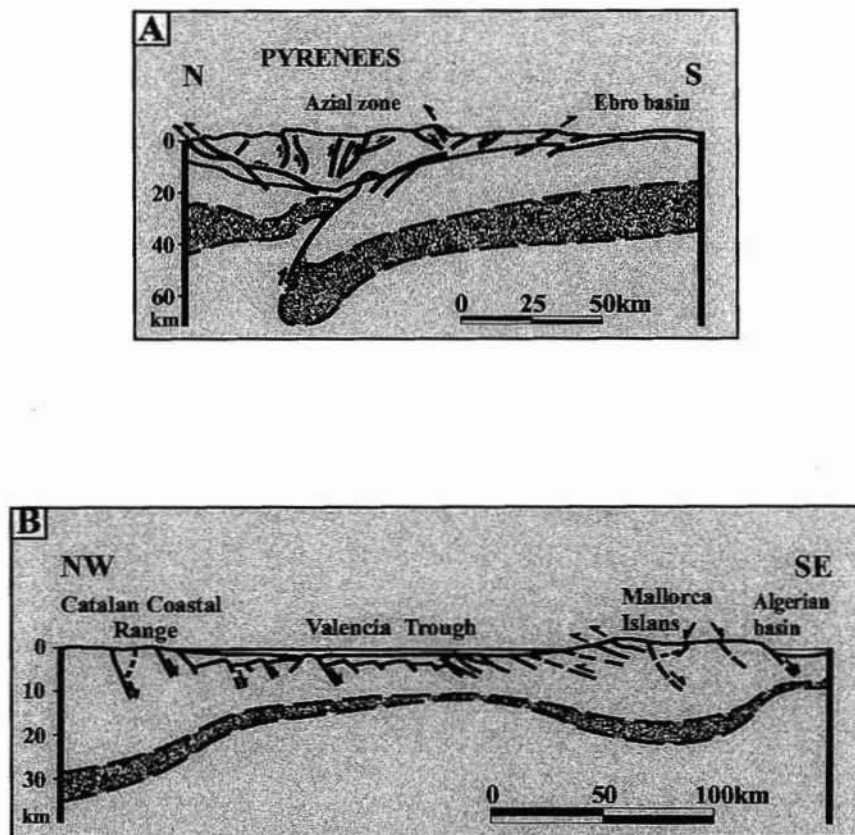 A
PYRENEES
N
S
Azial zone
Ebro basin
0
20
40
60
km
0 25 50km
B
NW
SE
Catalan Coastal
Range
Valencia Trough
Mallorca
Islans
Algerian
basin
0
10
20
30
km
0 50 100km